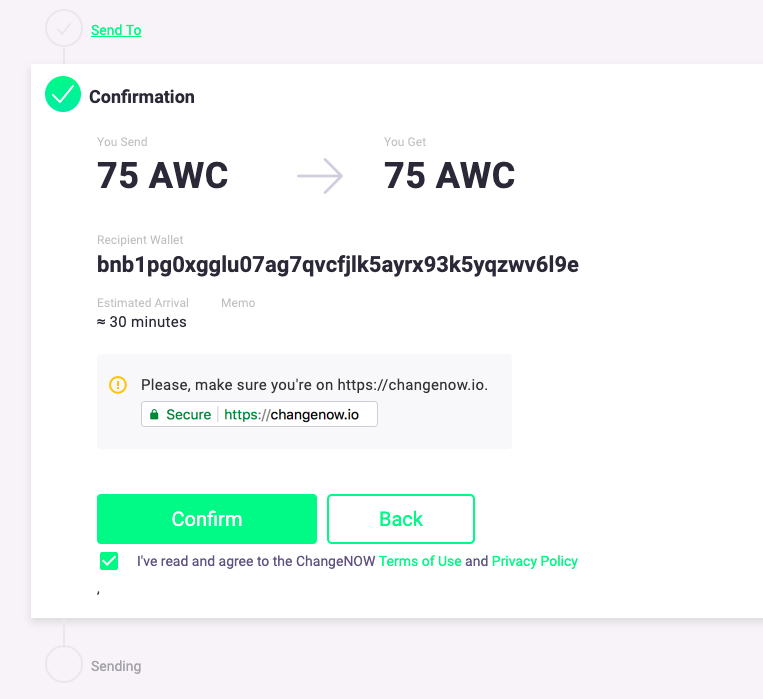 Send To
Confirmation
You Send You Get
75 AWC 75 AWC
Recipient Wallet
bnb1pg0xgglu07ag7qvcfjlk5ayrx93k5yqzwv6l9e
Estimated Arrival Memo
≈ 30 minutes
Please, make sure you're on https://changenow.io.
Secure https://changenow.io
Confirm Back
I've read and agree to the ChangeNOW Terms of Use and Privacy Policy
,
Sending